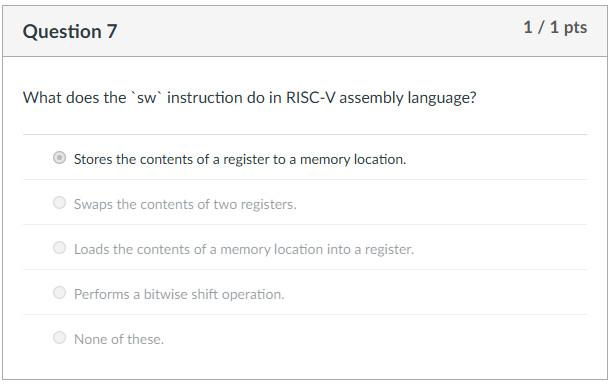 Question 7
1 / 1 pts
What does the `sw` instruction do in RISC-V assembly language?
Stores the contents of a register to a memory location.
Swaps the contents of two registers.
Loads the contents of a memory location into a register.
Performs a bitwise shift operation.
None of these.